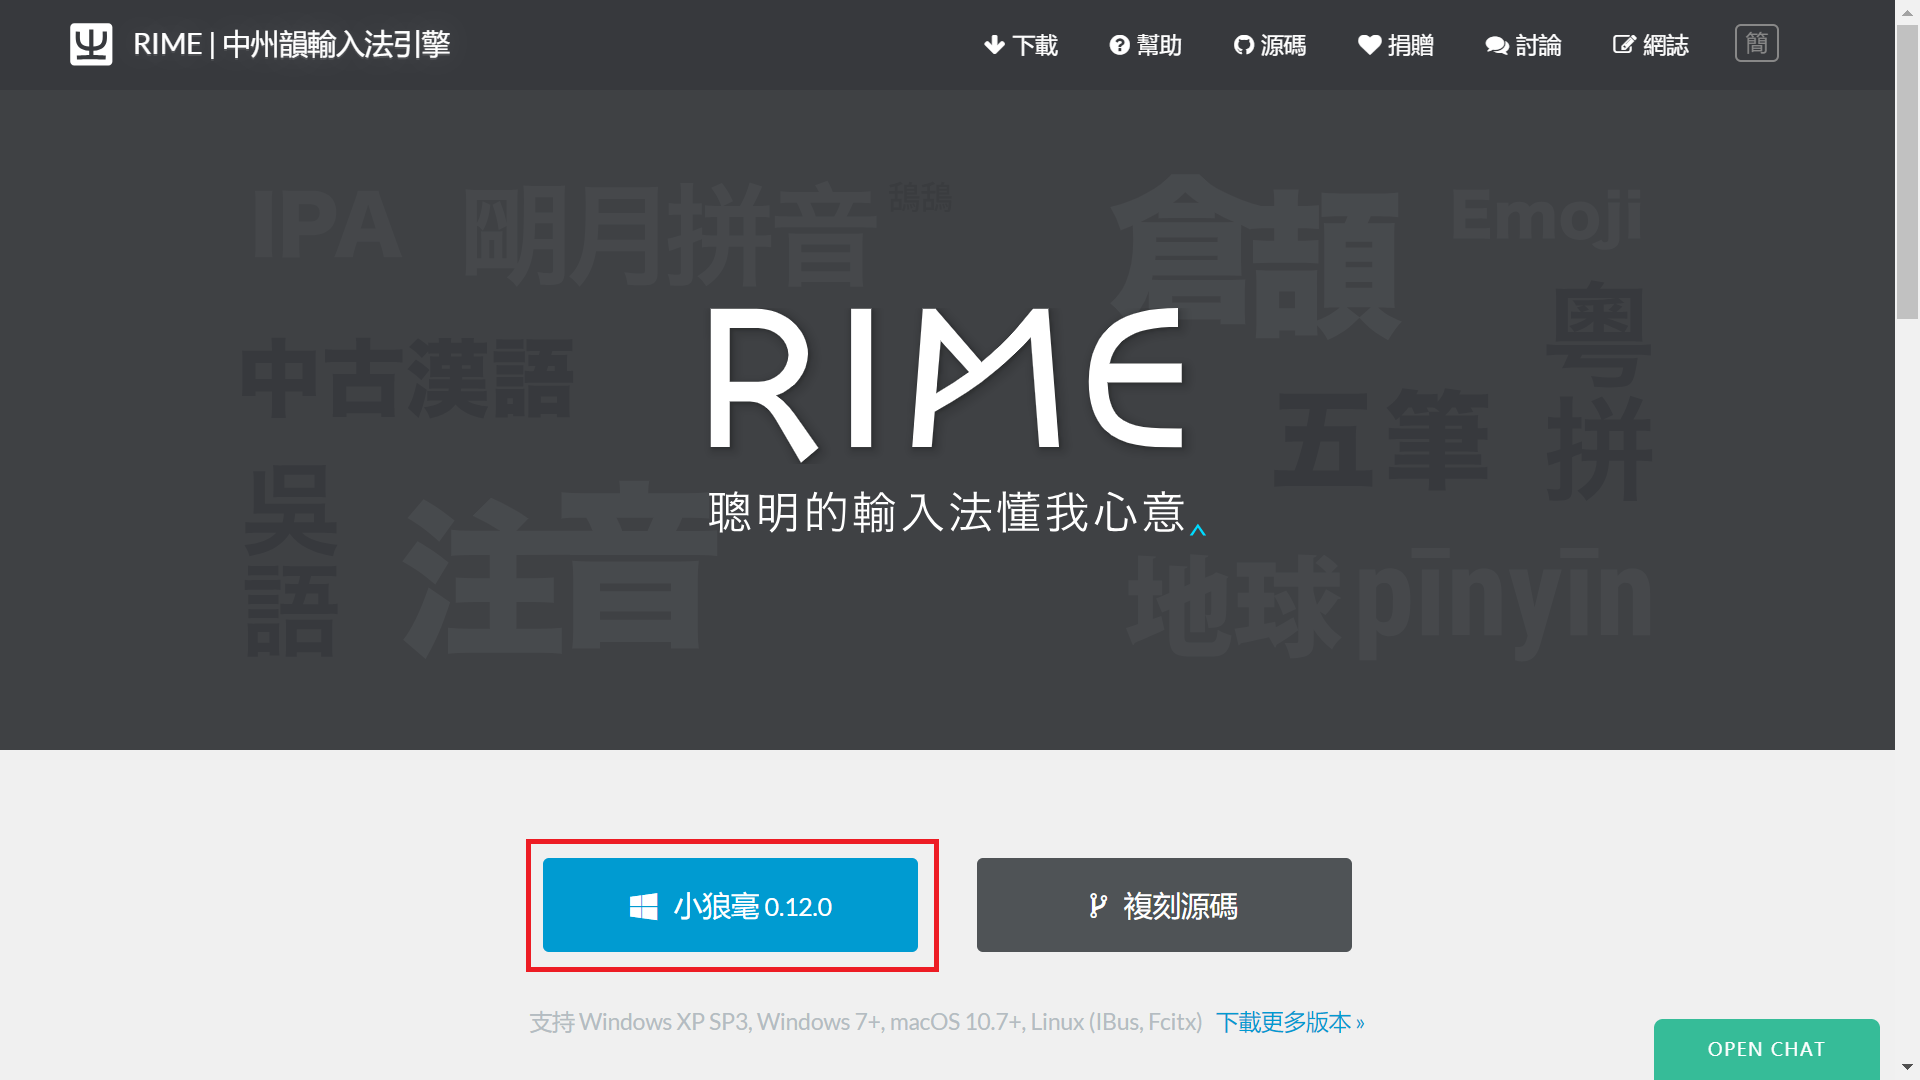 RIME | 中州韻輸入法引擎
下載
幫助
源碼
捐贈
討論
網誌
簡
IPA
明月拼音
鵠鵠
倉頡
Emoji
中古漢語
粵拼
五筆
RIME
聰明的輸入法懂我心意
吳語
注音
地球pīnyīn
小狼毫 0.12.0
複刻源碼
支持 Windows XP SP3, Windows 7+, macOS 10.7+, Linux (IBus, Fcitx) 下載更多版本 »
OPEN CHAT